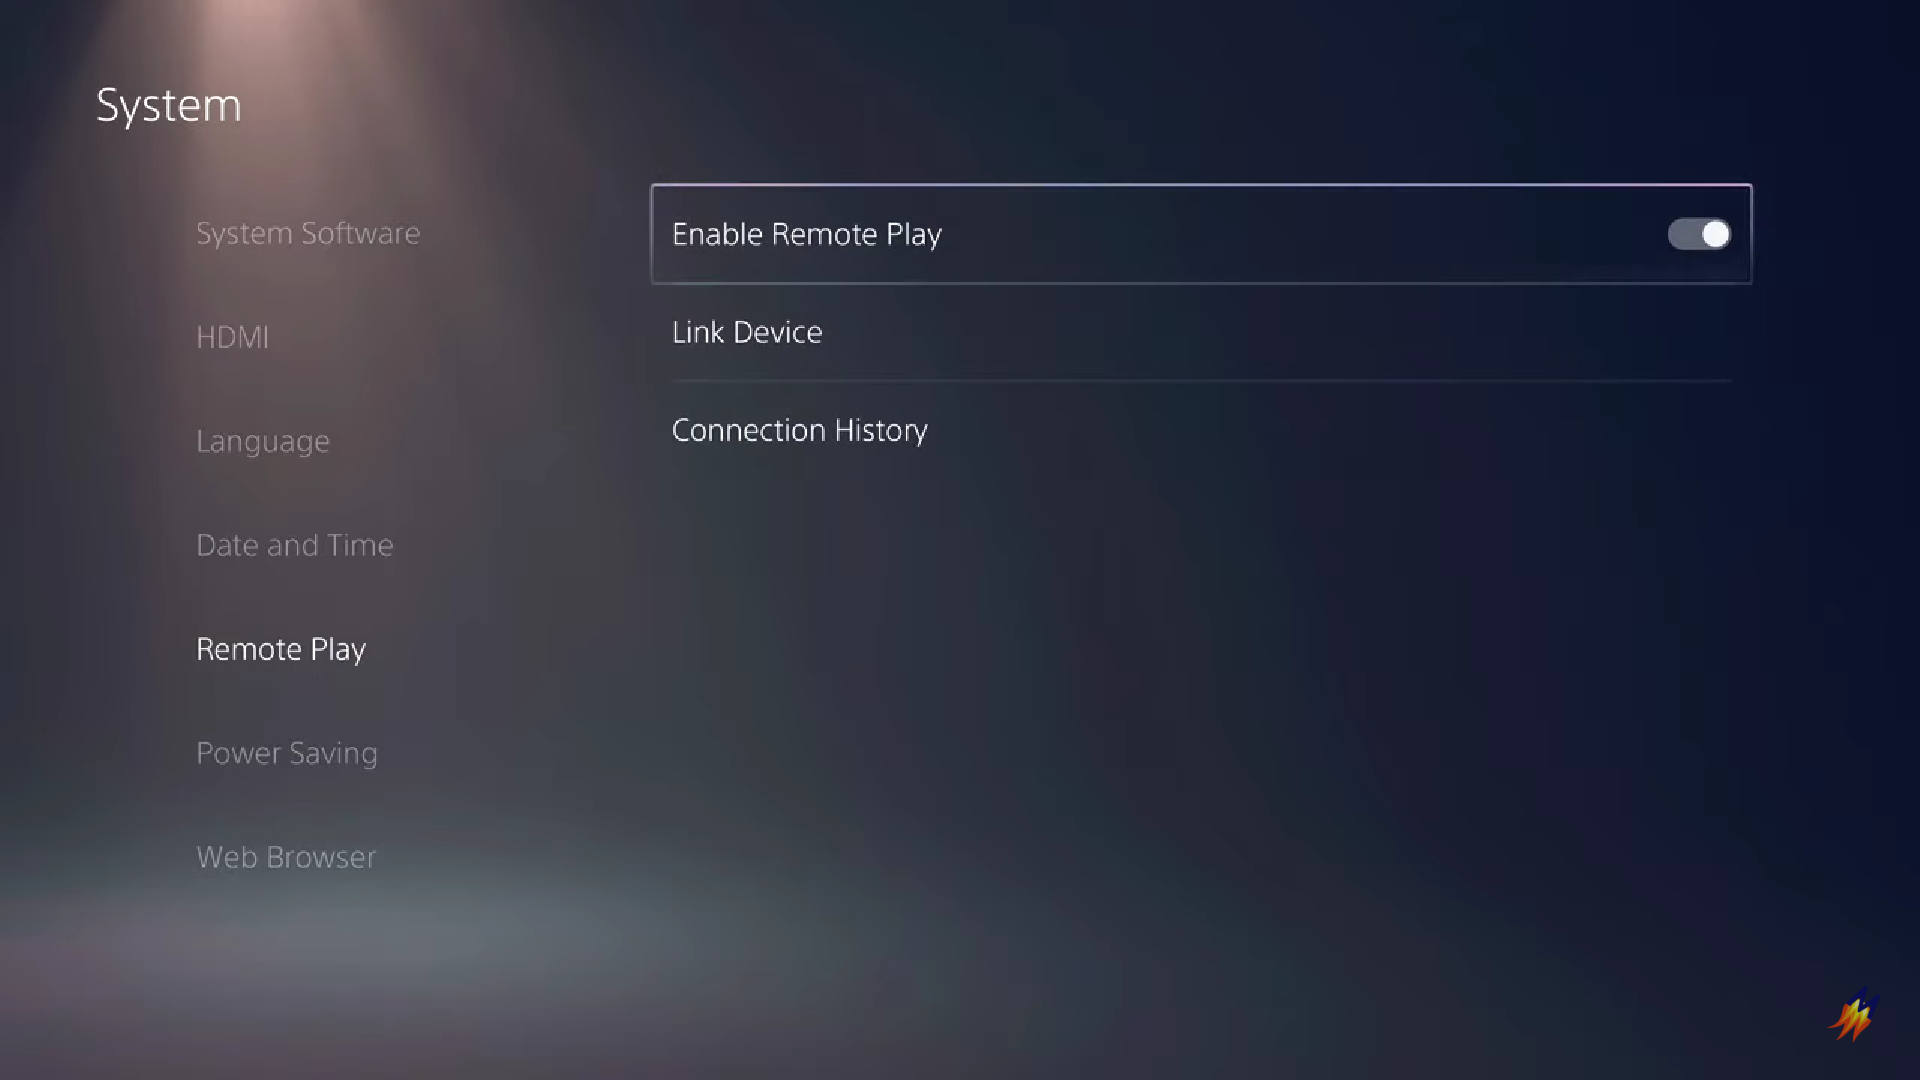 System
System Software
HDMI
Language
Date and Time
Remote Play
Power Saving
Web Browser
Enable Remote Play
Link Device
Connection History